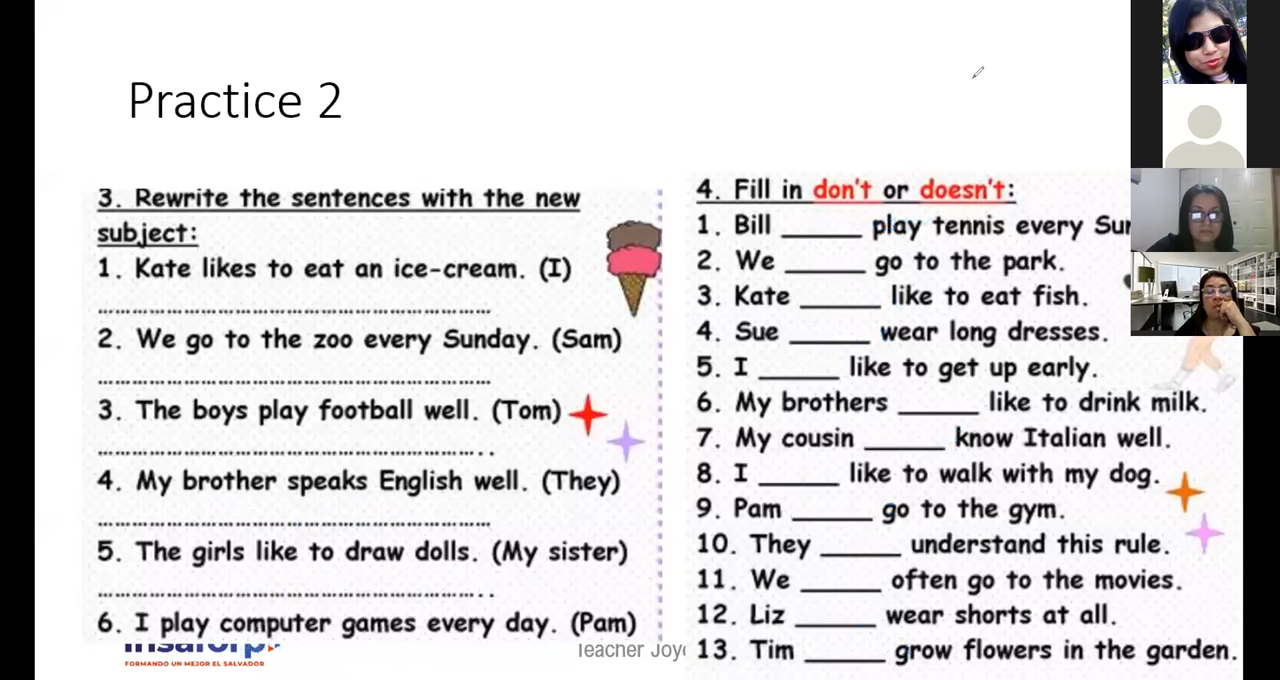 Practice 2
3. Rewrite the sentences with the new
subject:
1. Kate likes to eat an ice-cream. (I)
2. We go to the zoo every Sunday. (Sam)
3. The boys play football well. (Tom)
4. My brother speaks English well. (They)
5. The girls like to draw dolls. (My sister)
6. I play computer games every day. (Pam)
4. Fill in don't or doesn't:
1. Bill ______ play tennis every
2. We ______ go to the park.
3. Kate ______ like to eat fish.
4. Sue ______ wear long dresses.
5. I ______ like to get up early.
6. My brothers ______ like to drink milk.
7. My cousin ______ know Italian well.
8. I ______ like to walk with my dog.
9. Pam ______ go to the gym.
10. They ______ understand this rule.
11. We ______ often go to the movies.
12. Liz ______ wear shorts at all.
13. Tim ______ grow flowers in the garden.
FORMANDO UN MEJOR EL SALVADOR
Teacher